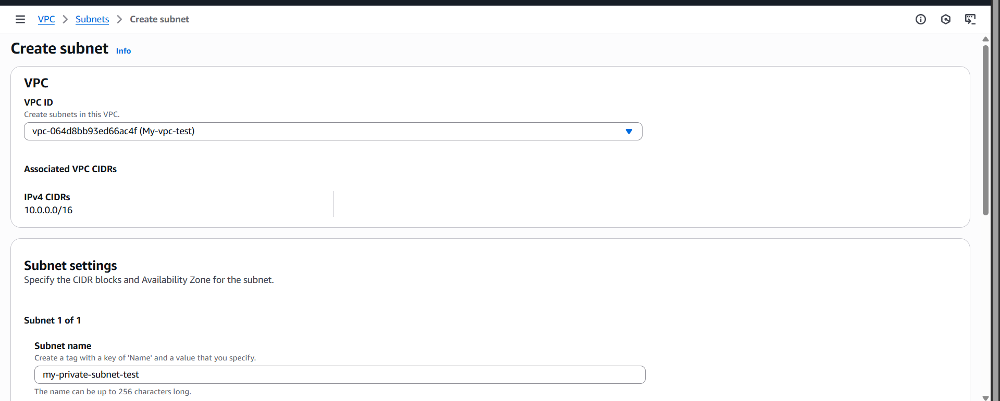 VPC > Subnets > Create subnet
Create subnet Info
VPC
VPC ID
Create subnets in this VPC.
vpc-064d8bb93ed66ac4f (My-vpc-test)
Associated VPC CIDRs
IPv4 CIDRs
10.0.0.0/16
Subnet settings
Specify the CIDR blocks and Availability Zone for the subnet.
Subnet 1 of 1
Subnet name
Create a tag with a key of 'Name' and a value that you specify.
my-private-subnet-test
The name can be up to 256 characters long.